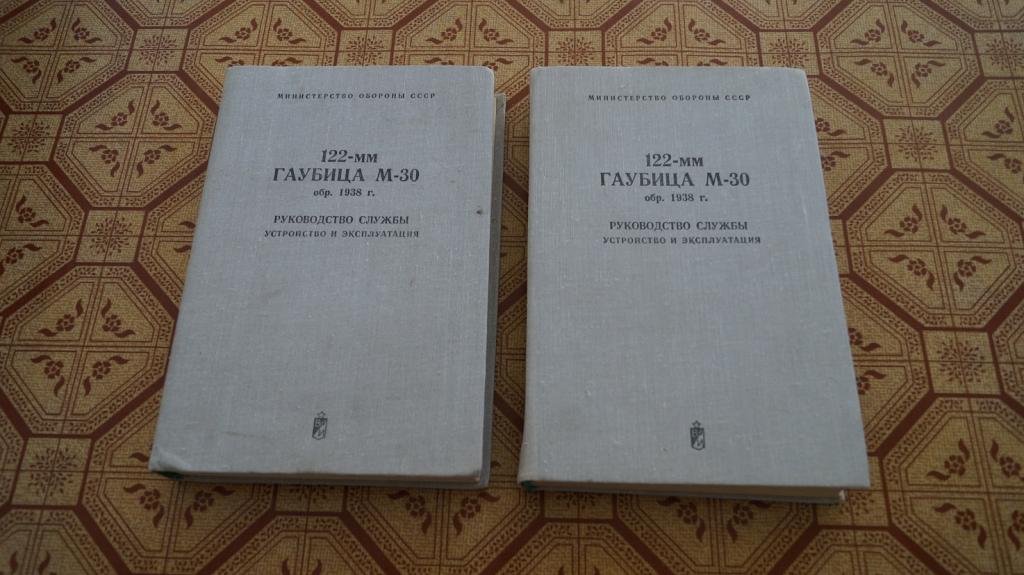 МИНИСТЕРСТВО ОБОРОНЫ СССР
122-мм
ГАУБИЦА М-30
обр. 1938 г.
РУКОВОДСТВО СЛУЖБЫ
УСТРОЙСТВО И ЭКСПЛУАТАЦИЯ
МИНИСТЕРСТВО ОБОРОНЫ СССР
122-мм
ГАУБИЦА М-30
обр. 1938 г.
РУКОВОДСТВО СЛУЖБЫ
УСТРОЙСТВО И ЭКСПЛУАТАЦИЯ